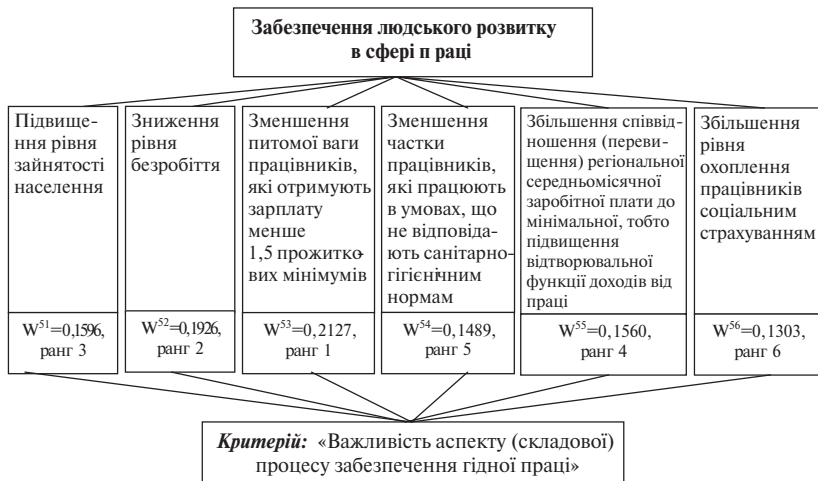 Забезпечення людського розвитку
в сфері п раці
Підвище-
ння рівня
зайнятості
населення
W⁵¹=0,1596,
ранг 3
Зниження
рівня
безробіття
W⁵²=0,1926,
ранг 2
Зменшення
питомої ваги
працівників,
які отримують
зарплату
менше
1,5 прожитко-
вих мінімумів
W⁵³=0,2127,
ранг 1
Зменшення
частки
працівників,
які працюють
в умовах, що
не відповіда-
ють санітарно-
гігієнічним
нормам
W⁵⁴=0,1489,
ранг 5
Збільшення співвід-
ношення (переви-
щення) регіональної
середньомісячної
заробітної плати до
мінімальної, тобто
підвищення
відтворювальної
функції доходів від
праці
W⁵⁵=0,1560,
ранг 4
Збільшення
рівня
охоплення
працівників
соціальним
страхуванням
W⁵⁶=0,1303,
ранг 6
Критерій: «Важливість аспекту (складової)
процесу забезпечення гідної праці»